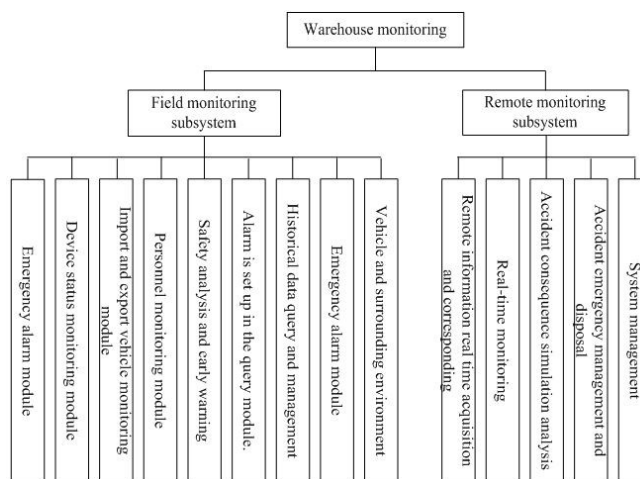 Warehouse monitoring
Field monitoring
subsystem
Remote monitoring
subsystem
Emergency alarm module
Device status monitoring module
Import and export vehicle monitoring
module
Personnel monitoring module
Safety analysis and early warning
Alarm is set up in the query module.
Historical data query and management
Emergency alarm module
Vehicle and surrounding environment
Remote information real time acquisition
and corresponding
Real-time monitoring
Accident consequence simulation analysis
Accident emergency management and
disposal
System management